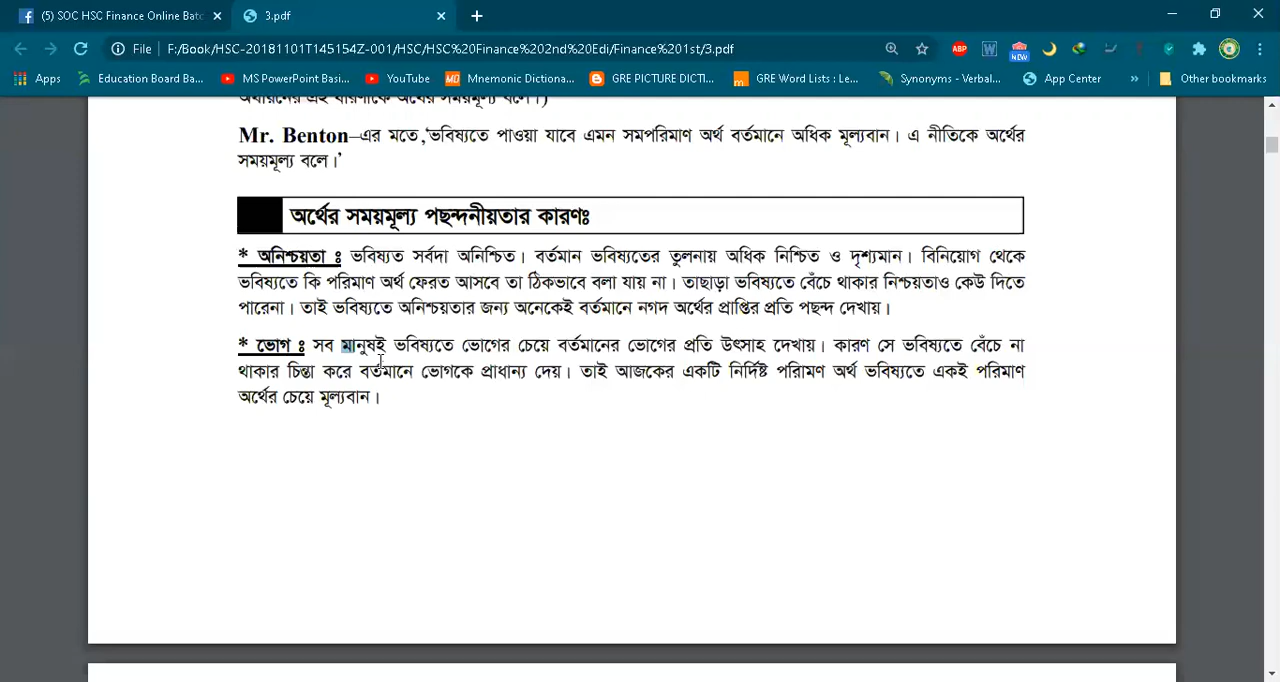 (5) SOC HSC Finance Online Batc
3.pdf
File F:/Book/HSC-20181101T145154Z-001/HSC/HSC%20Finance%202nd%20Edi/Finance%201st/3.pdf
ABP
NEW
Apps Education Board Ba... MS PowerPoint Basi... YouTube Mnemonic Dictiona... GRE PICTURE DICTI... GRE Word Lists : Le... Synonyms – Verbal... App Center » Other bookmarks
Mr. Benton–এর মতে,‘ভবিষ্যতে পাওয়া যাবে এমন সমপরিমাণ অর্থ বর্তমানে অধিক মূল্যবান। এ নীতিকে অর্থের
সময়মূল্য বলে।’
অর্থের সময়মূল্য পছন্দনীয়তার কারণঃ
* অনিশ্চয়তা ঃ ভবিষ্যত সর্বদা অনিশ্চিত। বর্তমান ভবিষ্যতের তুলনায় অধিক নিশ্চিত ও দৃশ্যমান। বিনিয়োগ থেকে
ভবিষ্যতে কি পরিমাণ অর্থ ফেরত আসবে তা ঠিকভাবে বলা যায় না। তাছাড়া ভবিষ্যতে বেঁচে থাকার নিশ্চয়তাও কেউ দিতে
পারেনা। তাই ভবিষ্যতে অনিশ্চয়তার জন্য অনেকেই বর্তমানে নগদ অর্থের প্রাপ্তির প্রতি পছন্দ দেখায়।
* ভোগ ঃ সব মানুষই ভবিষ্যতে ভোগের চেয়ে বর্তমানের ভোগের প্রতি উৎসাহ দেখায়। কারণ সে ভবিষ্যতে বেঁচে না
থাকার চিন্তা করে বর্তমানে ভোগকে প্রাধান্য দেয়। তাই আজকের একটি নির্দিষ্ট পরিামণ অর্থ ভবিষ্যতে একই পরিমাণ
অর্থের চেয়ে মূল্যবান।